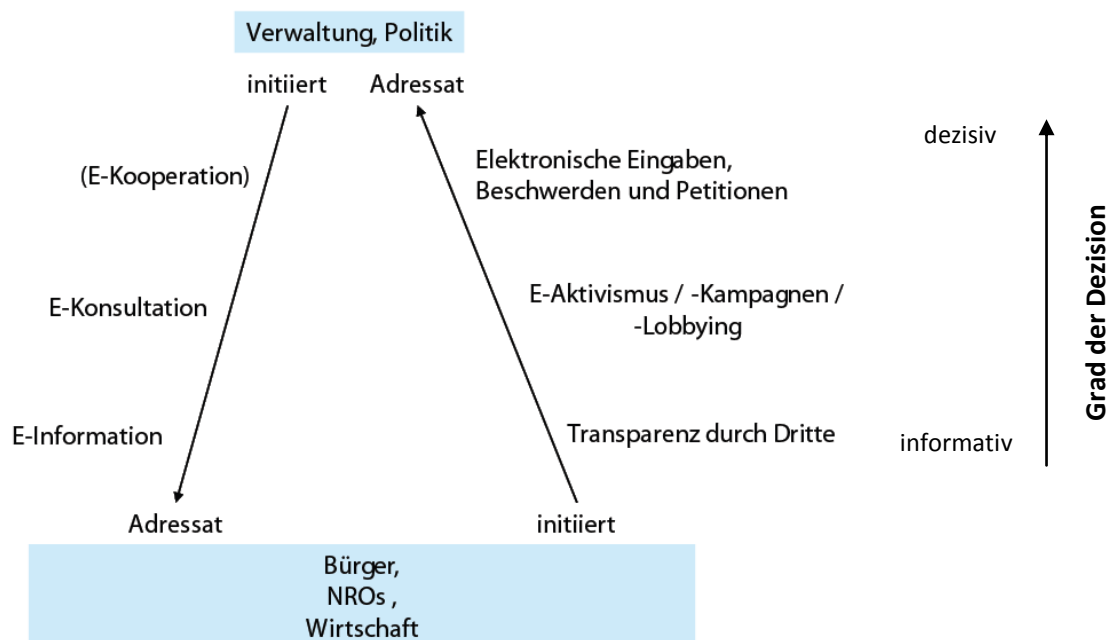 Verwaltung, Politik
initiiert
Adressat
(E-Kooperation)
Elektronische Eingaben,
Beschwerden und Petitionen
dezisiv
E-Konsultation
E-Aktivismus / -Kampagnen /
-Lobbying
Grad der Dezision
E-Information
Transparenz durch Dritte
informativ
Adressat
initiiert
Bürger,
NROs ,
Wirtschaft